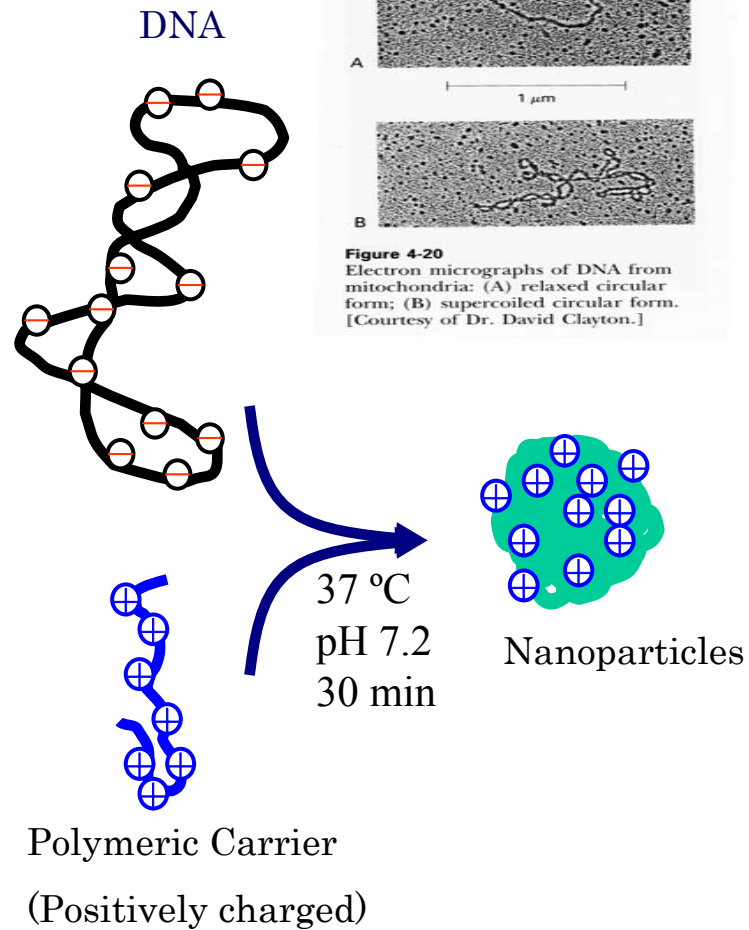 DNA
A
1 μm
B
Figure 4-20
Electron micrographs of DNA from
mitochondria: (A) relaxed circular
form; (B) supercoiled circular form.
[Courtesy of Dr. David Clayton.]
37 ºC
pH 7.2
30 min
Nanoparticles
Polymeric Carrier
(Positively charged)